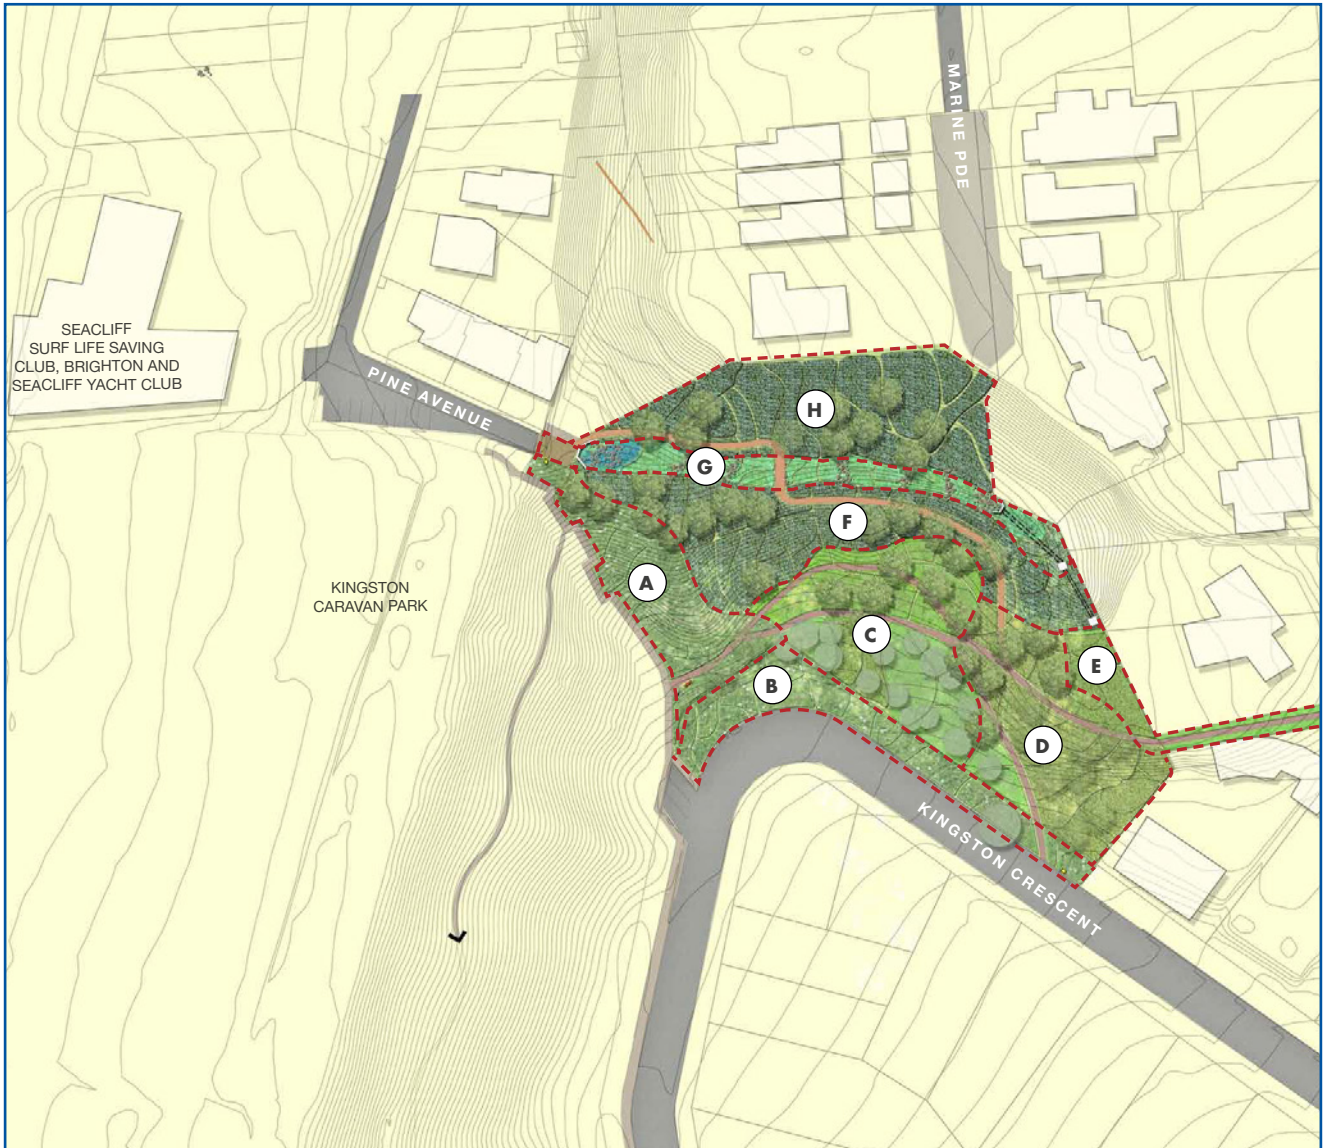 MARINE PDE
SEACLIFF
SURF LIFE SAVING
CLUB, BRIGHTON AND
SEACLIFF YACHT CLUB
PINE AVENUE
H
G
F
KINGSTON
CARAVAN PARK
A
C
E
B
D
KINGSTON CRESCENT